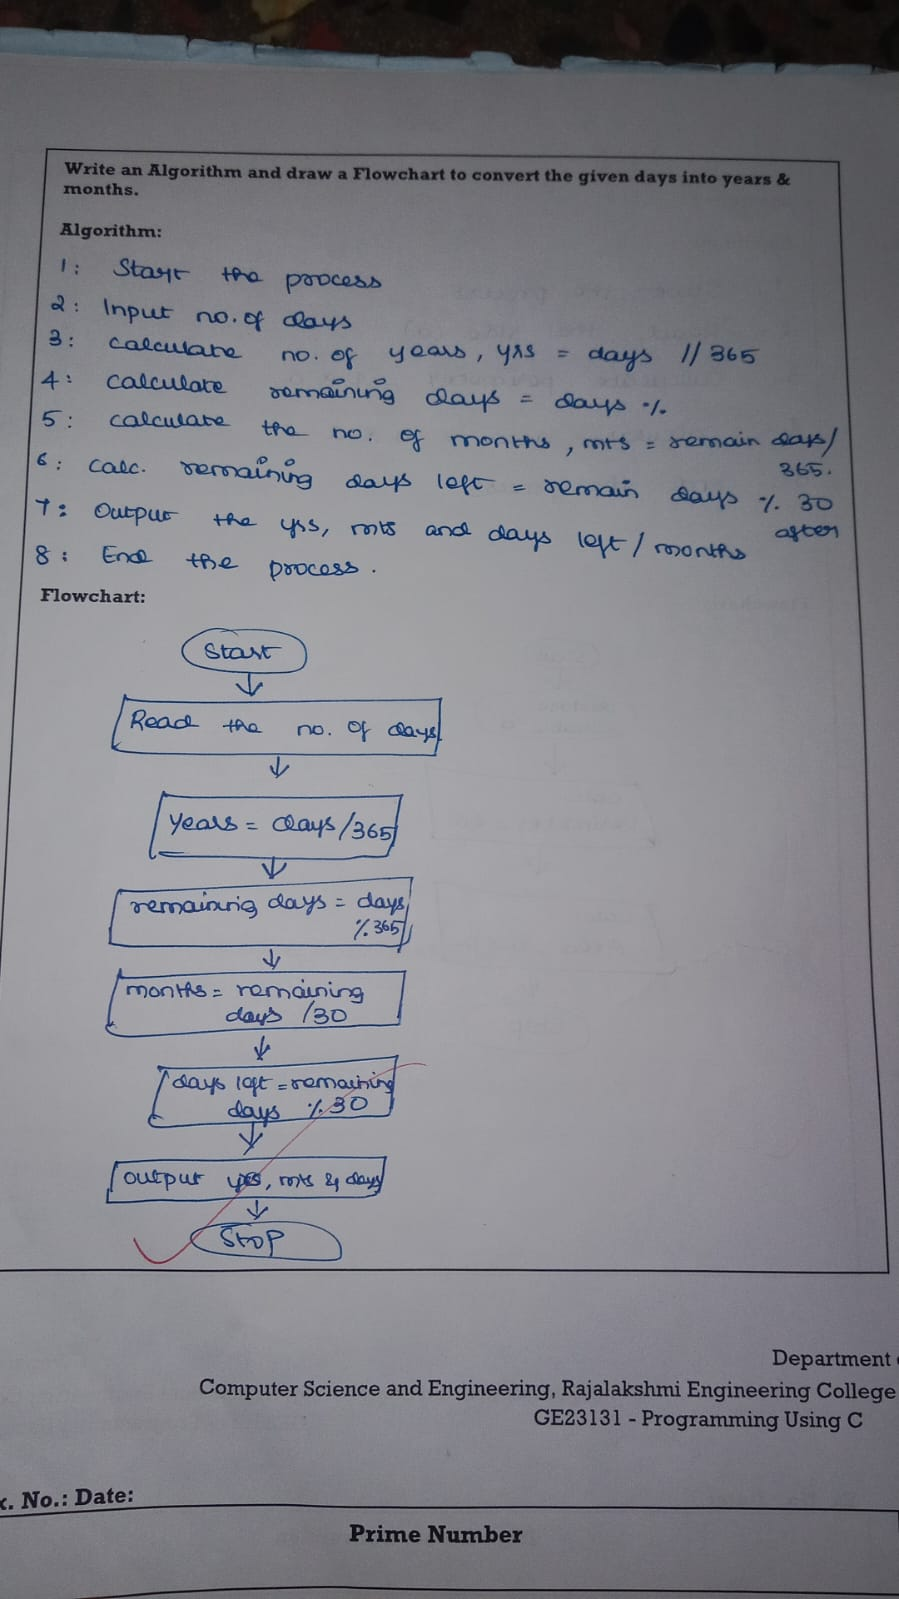 Write an Algorithm and draw a Flowchart to convert the given days into years &
months.
Algorithm:
1: Start the process
2: Input no. of days
3: calculate no. of years, yrs = days // 365
4: calculate remaining days = days %
5: calculate the no. of months, mts = remain days/
365.
6: calc. remaining days left = remain days % 30
7: Output the yrs, mts and days left / months after
8: End the process.
Flowchart:
Start
Read the no. of days
years = days/365
remaining days = days
% 365
months = remaining
days /30
days left = remaining
days % 30
output yrs, mts & days
Stop
Department
Computer Science and Engineering, Rajalakshmi Engineering College
GE23131 - Programming Using C
x. No.: Date:
Prime Number